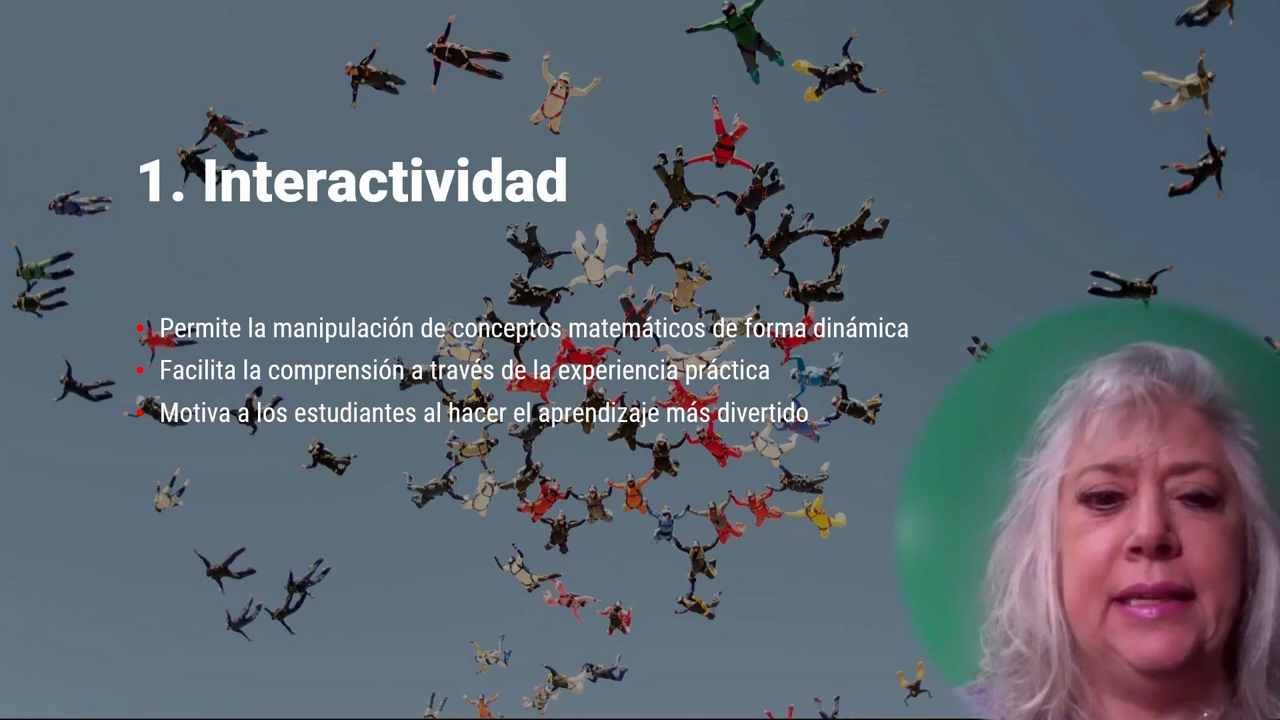 1. Interactividad
• Permite la manipulación de conceptos matemáticos de forma dinámica
• Facilita la comprensión a través de la experiencia práctica
• Motiva a los estudiantes al hacer el aprendizaje más divertido